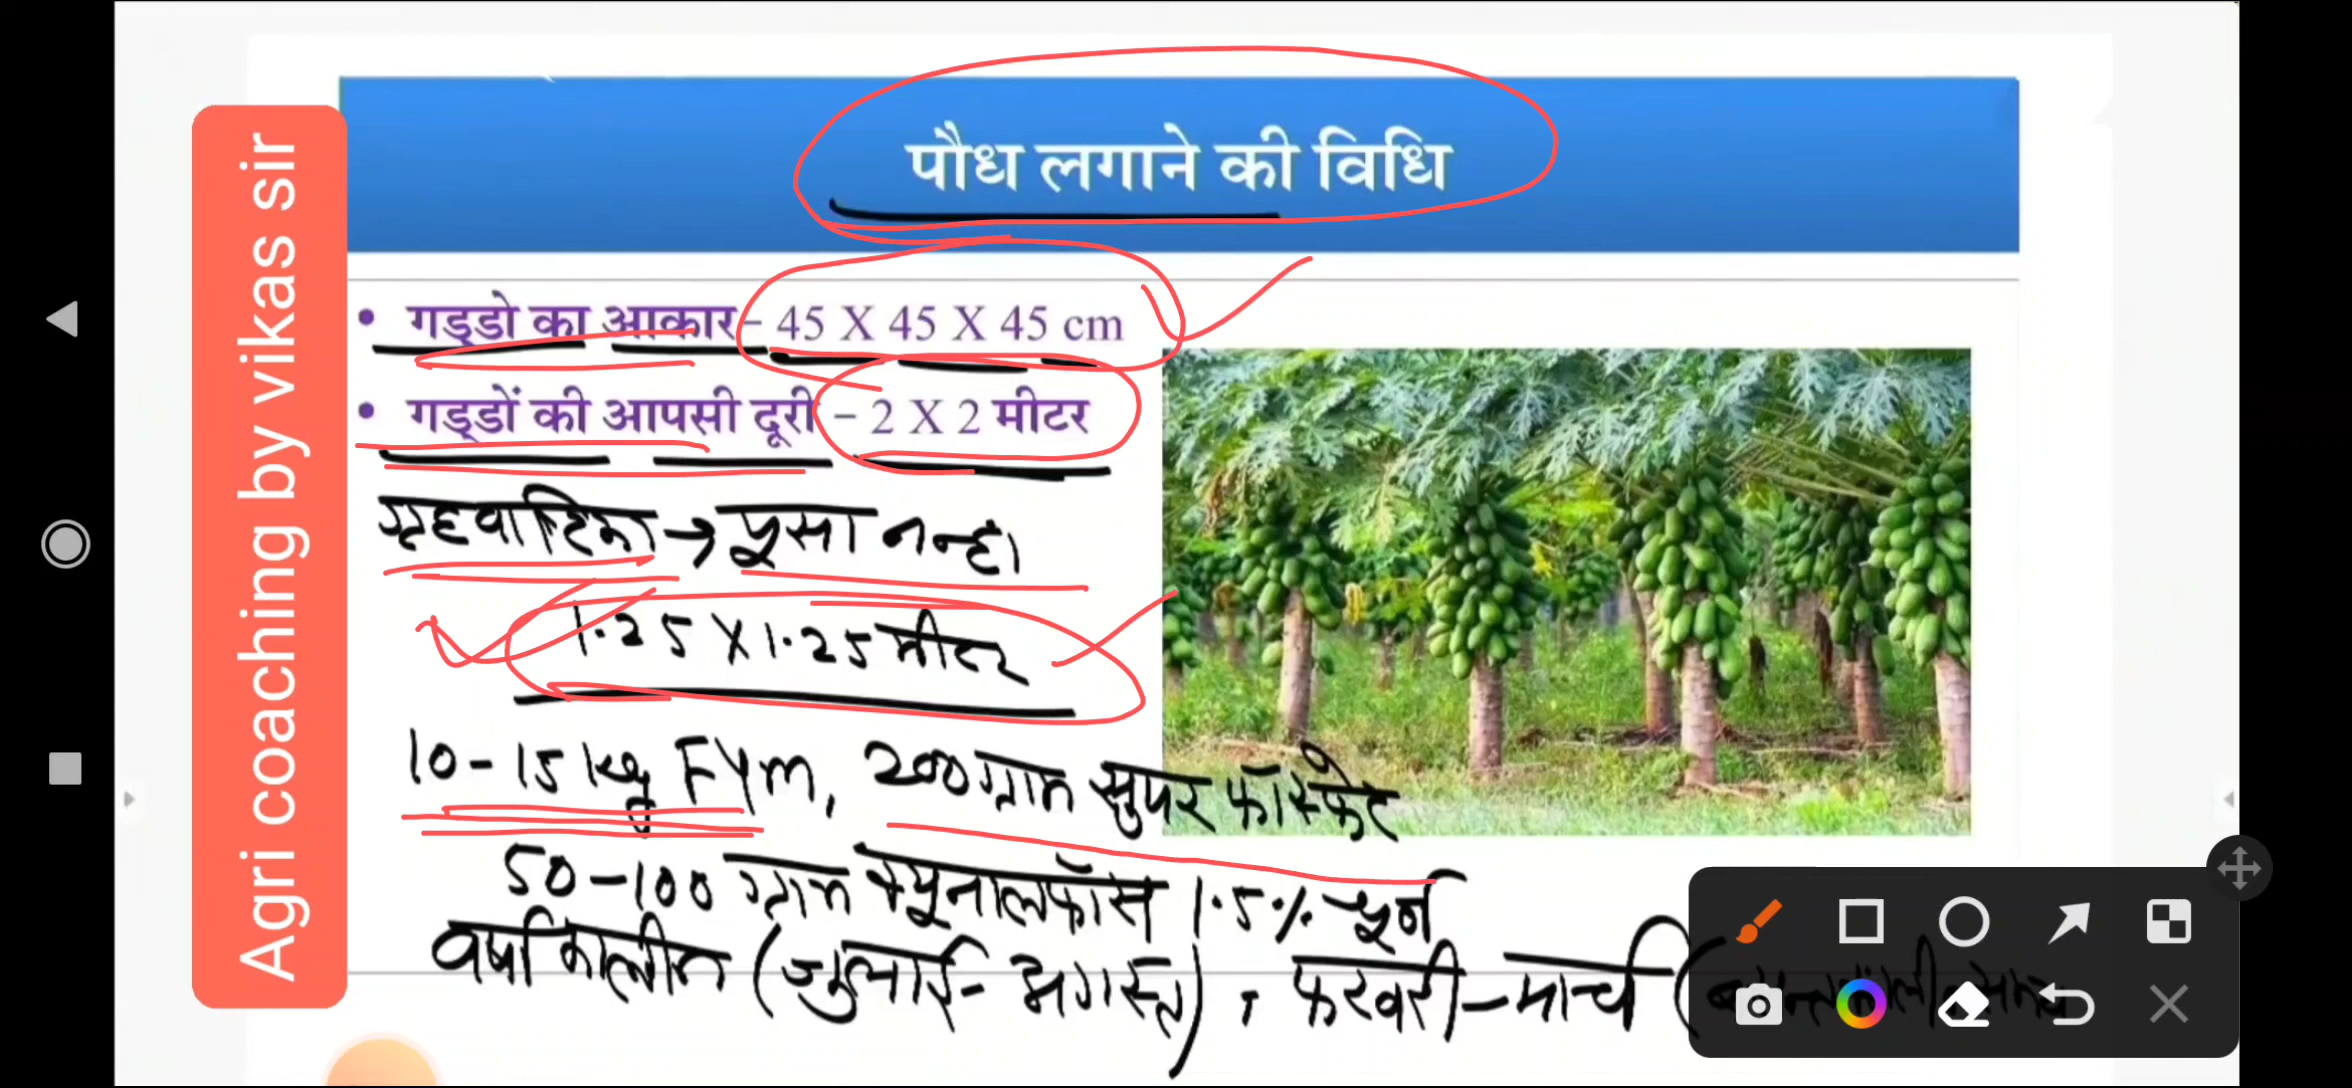 Agri coaching by vikas sir
पौध लगाने की विधि
• गड्डो का आकार– 45 X 45 X 45 cm
• गड्डों की आपसी दूरी – 2 X 2 मीटर
गृहवाटिका → पूसा नन्हा
1.25 X 1.25 मीटर
10-15 kg FYm, 200 ग्राम सुपर फॉस्फेट
50-100 ग्राम क्यूनालफॉस 1.5% चूर्ण
वर्षाकालीन (जुलाई- अगस्त), फरवरी-मार्च (